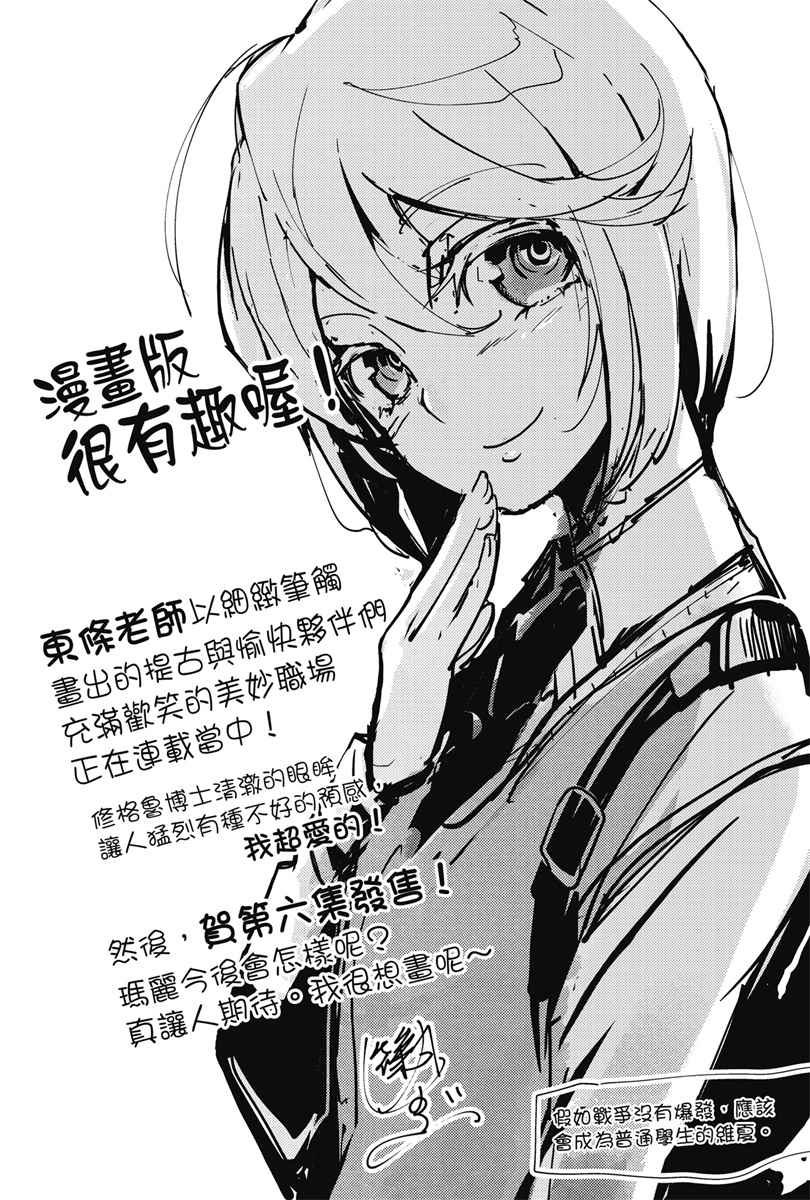 漫畫版
很有趣喔！
東條老師以細緻筆觸
畫出的提古與愉快夥伴們
充滿歡笑的美妙職場
正在連載當中！
修格魯博士清澈的眼眸，
讓人猛烈有種不好的預感，
我超愛的！
然後，賀第六集發售！
瑪麗今後會怎樣呢？
真讓人期待。我很想畫呢～
假如戰爭沒有爆發，應該
會成為普通學生的維夏。